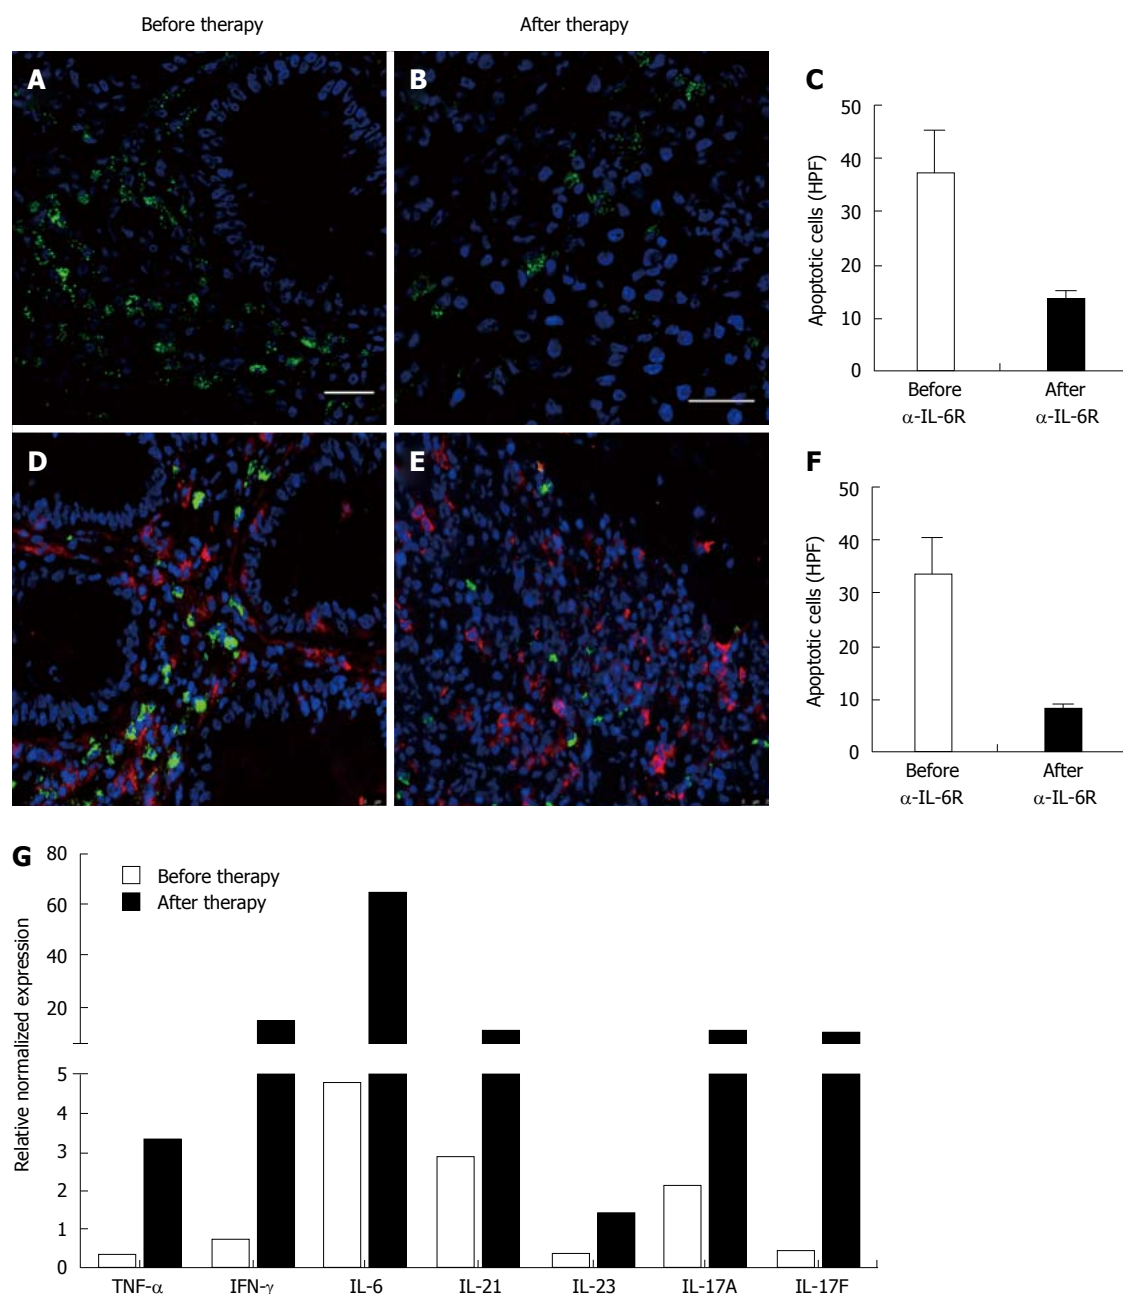 Before therapy
After therapy
A
B
C
50
40
30
20
10
0
Apoptotic cells (HPF)
Before
α-IL-6R
After
α-IL-6R
D
E
F
50
40
30
20
10
0
Apoptotic cells (HPF)
Before
α-IL-6R
After
α-IL-6R
G
80
60
40
20
5
4
3
2
1
0
Relative normalized expression
Before therapy
After therapy
TNF-α
IFN-γ
IL-6
IL-21
IL-23
IL-17A
IL-17F